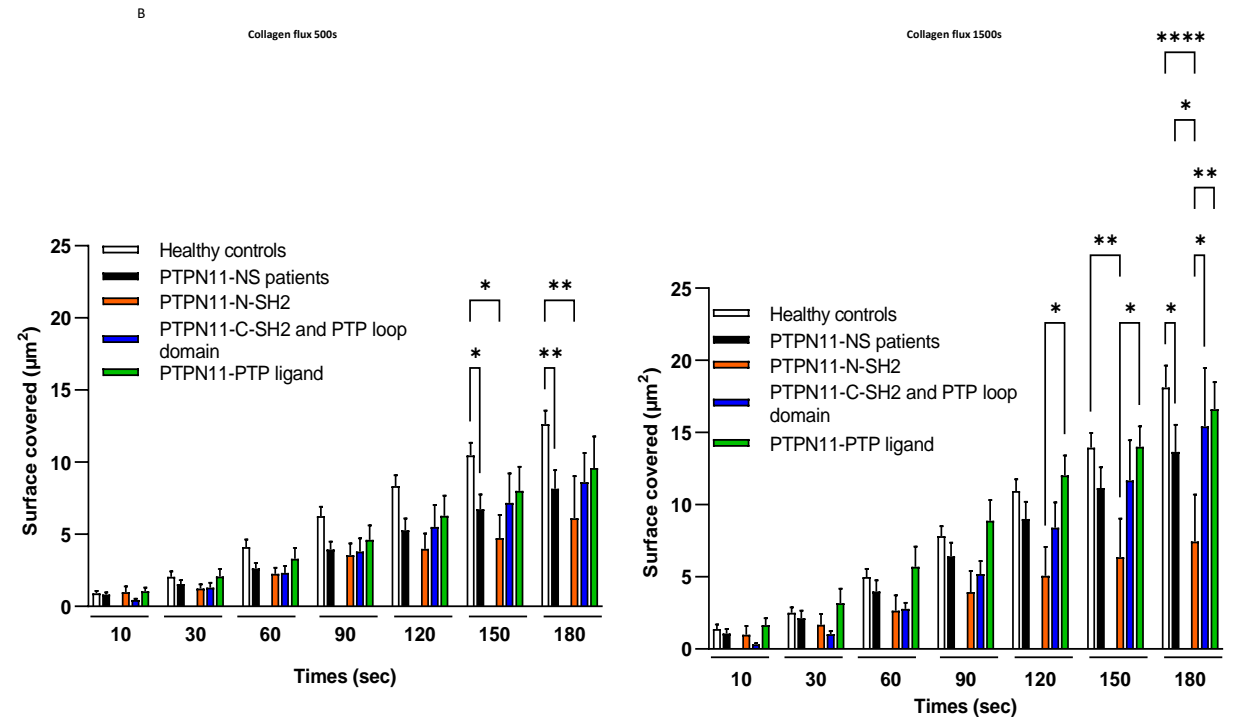 B
Collagen flux 500s
25
20
15
10
5
0
Surface covered (µm²)
Healthy controls
PTPN11-NS patients
PTPN11-N-SH2
PTPN11-C-SH2 and PTP loop
domain
PTPN11-PTP ligand
*
**
*
**
10 30 60 90 120 150 180
Times (sec)
Collagen flux 1500s
25
20
15
10
5
0
Surface covered (µm²)
Healthy controls
PTPN11-NS patients
PTPN11-N-SH2
PTPN11-C-SH2 and PTP loop
domain
PTPN11-PTP ligand
****
*
**
**
*
*
*
*
10 30 60 90 120 150 180
Times (sec)